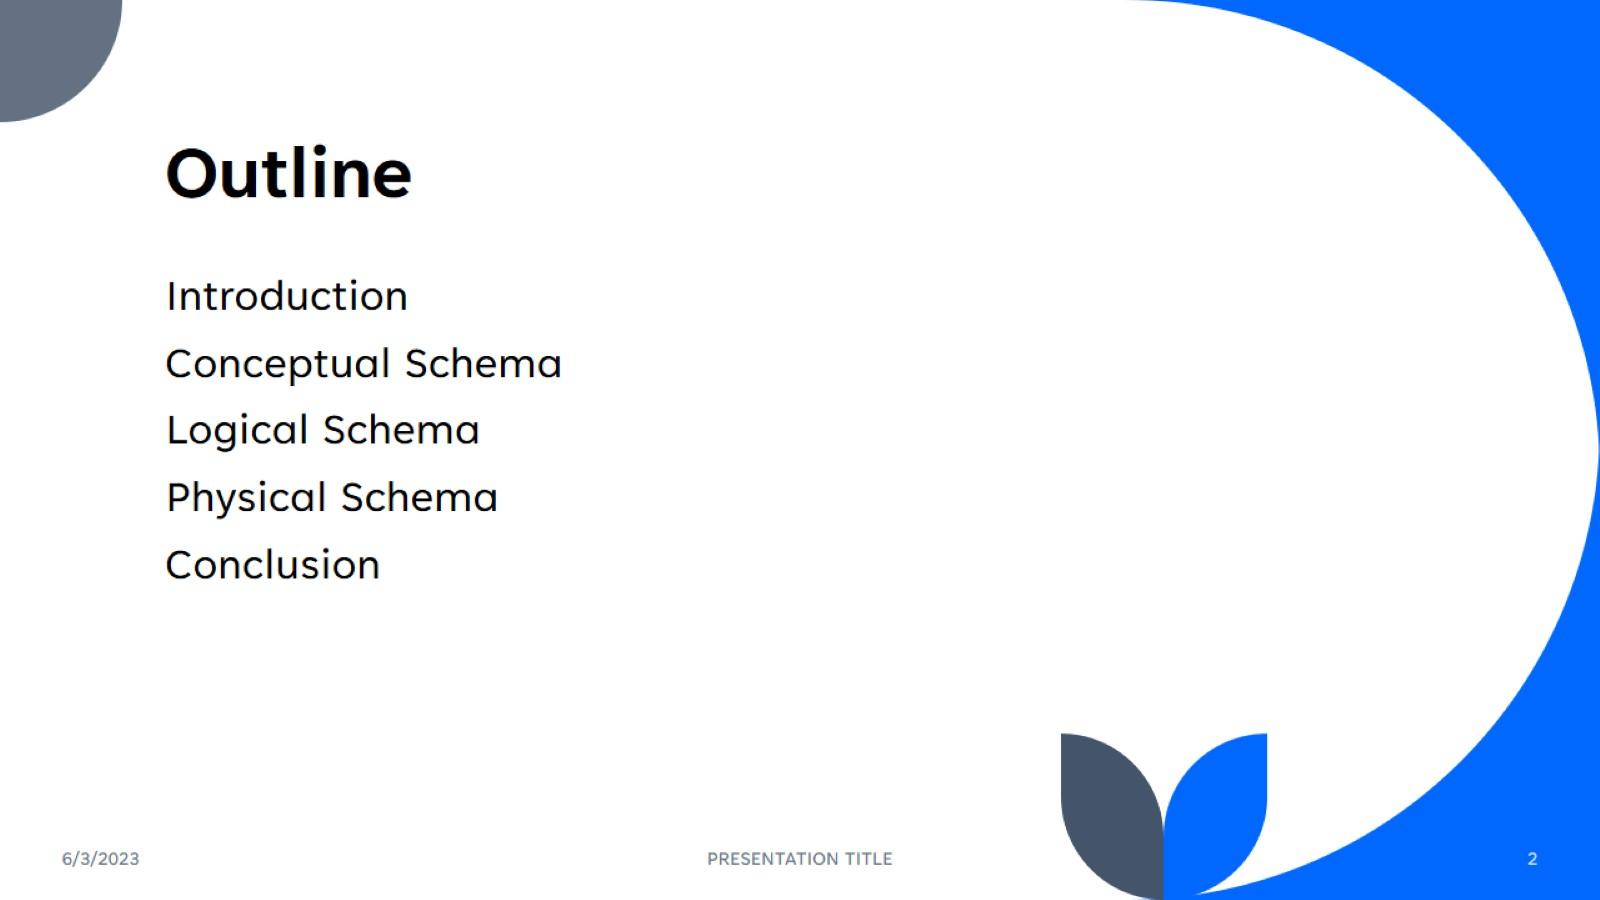 Outline
Introduction
Conceptual Schema
Logical Schema
Physical Schema
Conclusion
6/3/2023
PRESENTATION TITLE
2